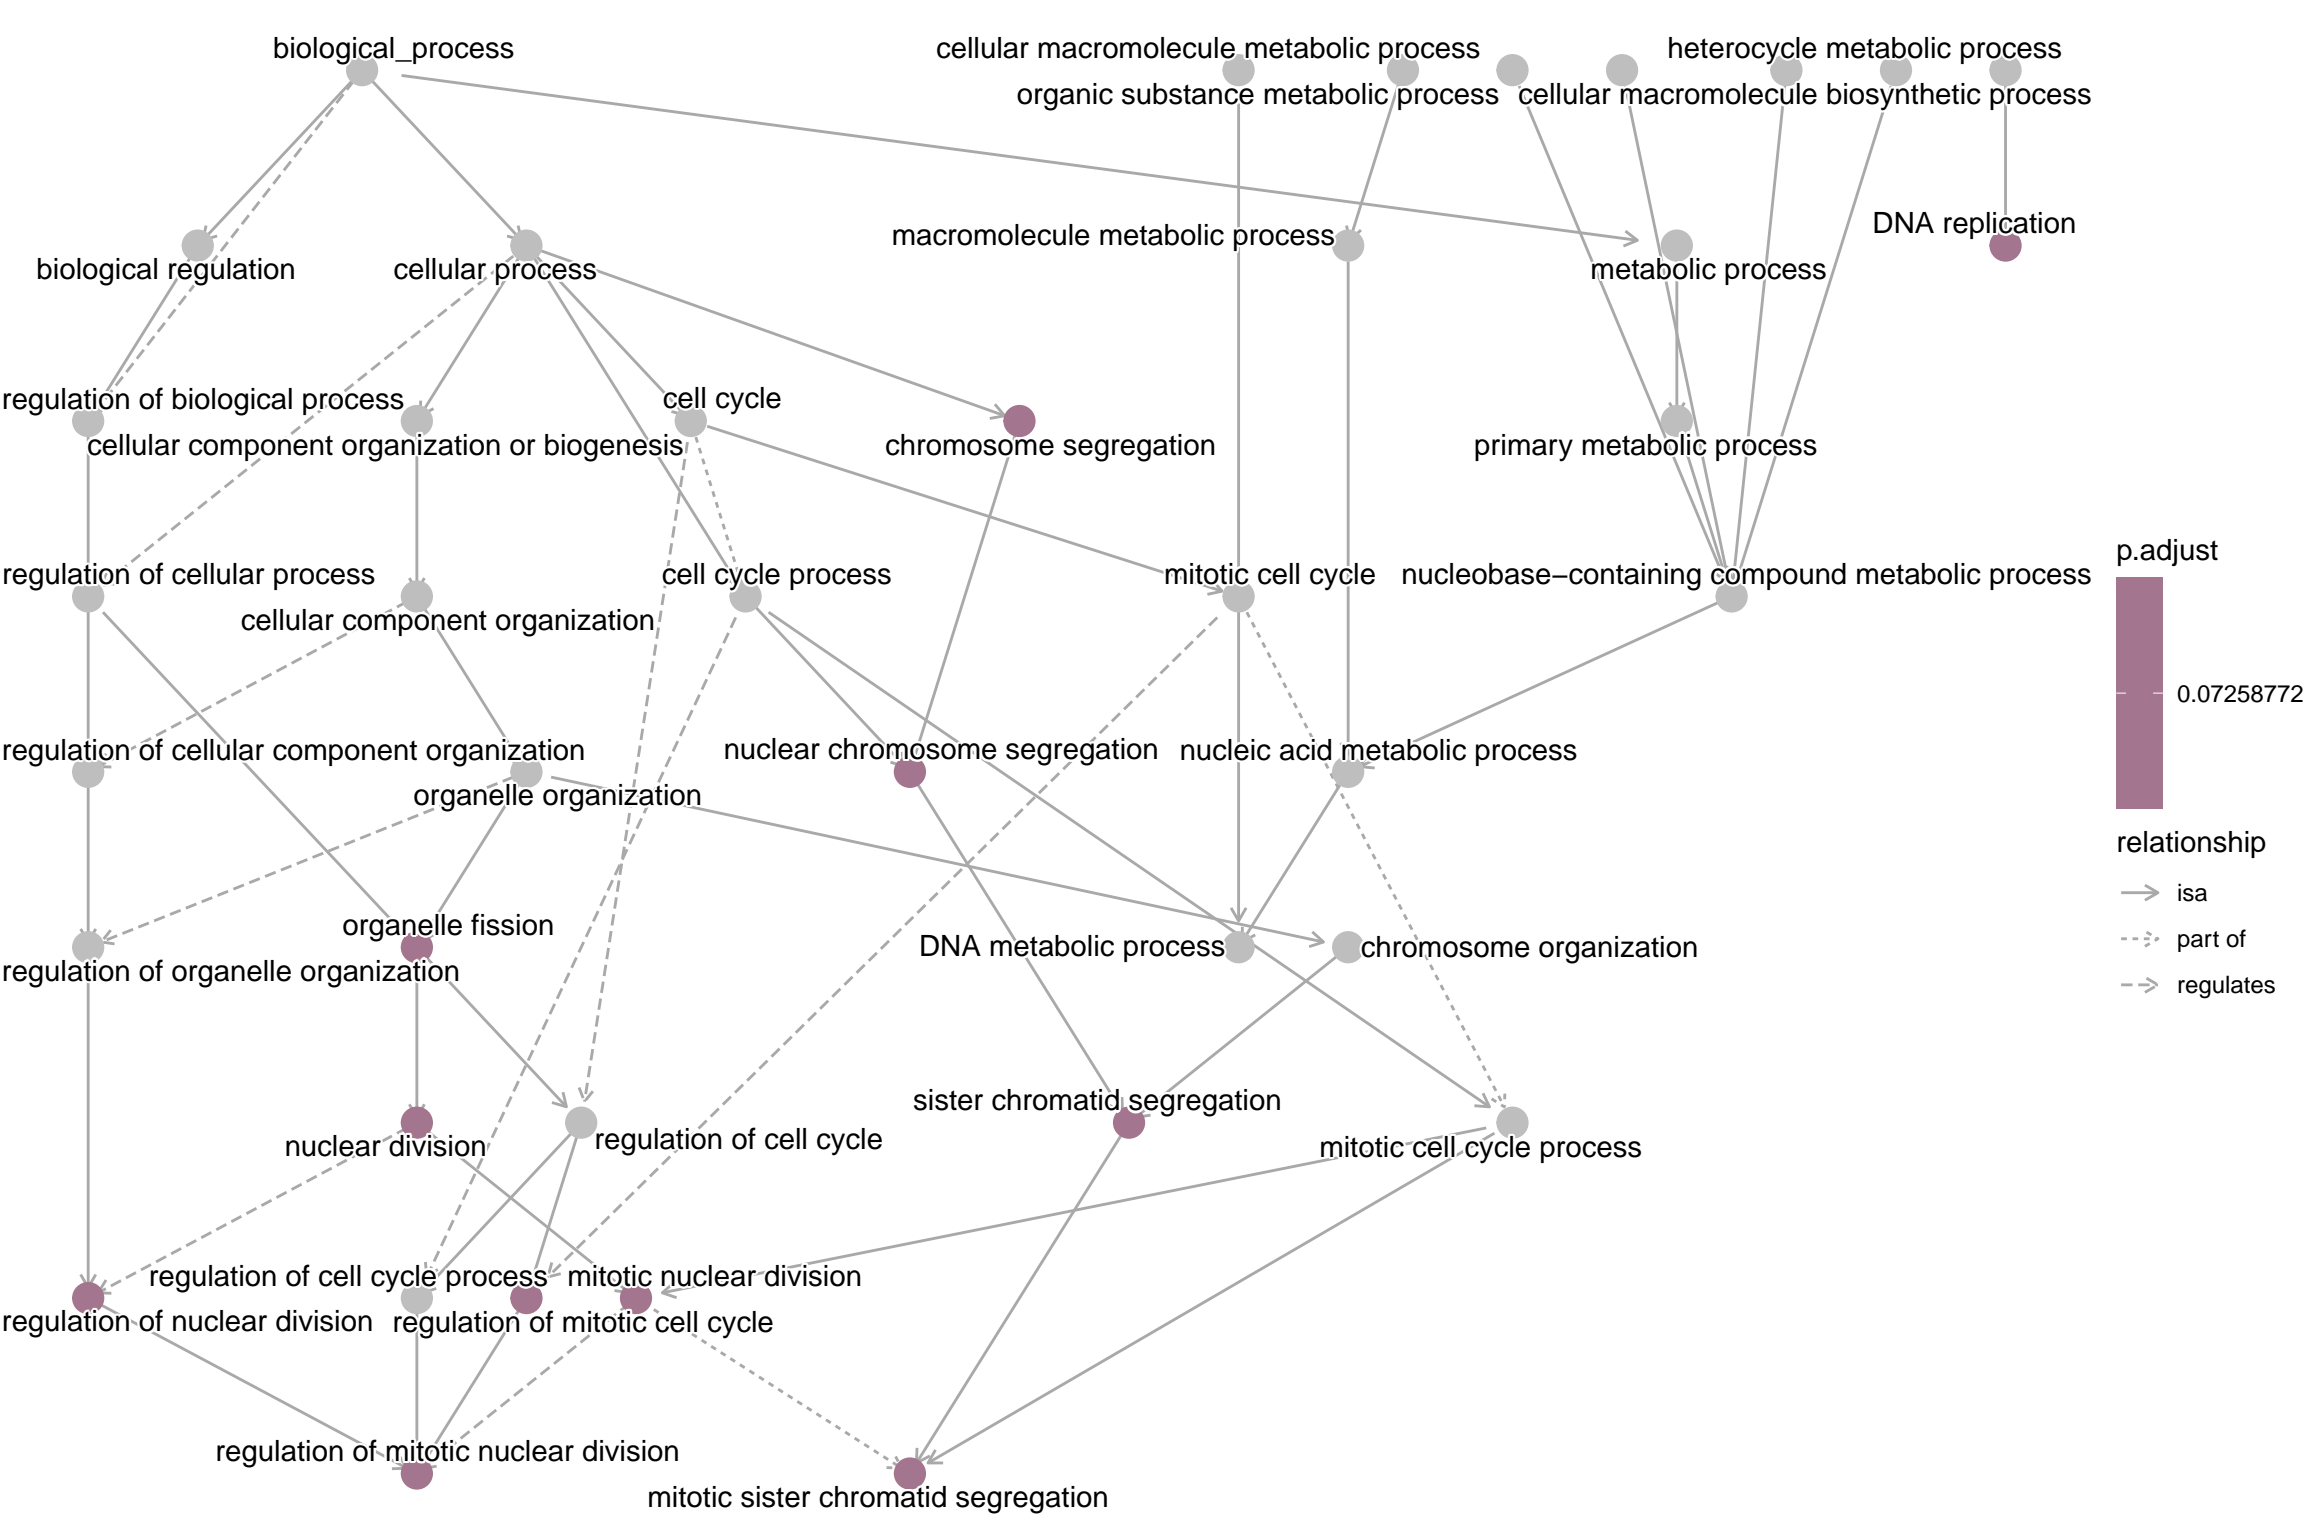 biological_process
cellular macromolecule metabolic process
heterocycle metabolic process
organic substance metabolic process
cellular macromolecule biosynthetic process
DNA replication
macromolecule metabolic process
biological regulation
cellular process
metabolic process
regulation of biological process
cell cycle
cellular component organization or biogenesis
chromosome segregation
primary metabolic process
regulation of cellular process
cell cycle process
mitotic cell cycle
nucleobase−containing compound metabolic process
cellular component organization
regulation of cellular component organization
nuclear chromosome segregation
nucleic acid metabolic process
organelle organization
organelle fission
DNA metabolic process
chromosome organization
regulation of organelle organization
sister chromatid segregation
nuclear division
regulation of cell cycle
mitotic cell cycle process
regulation of cell cycle process
mitotic nuclear division
regulation of nuclear division
regulation of mitotic cell cycle
regulation of mitotic nuclear division
mitotic sister chromatid segregation
p.adjust
0.07258772
relationship
isa
part of
regulates